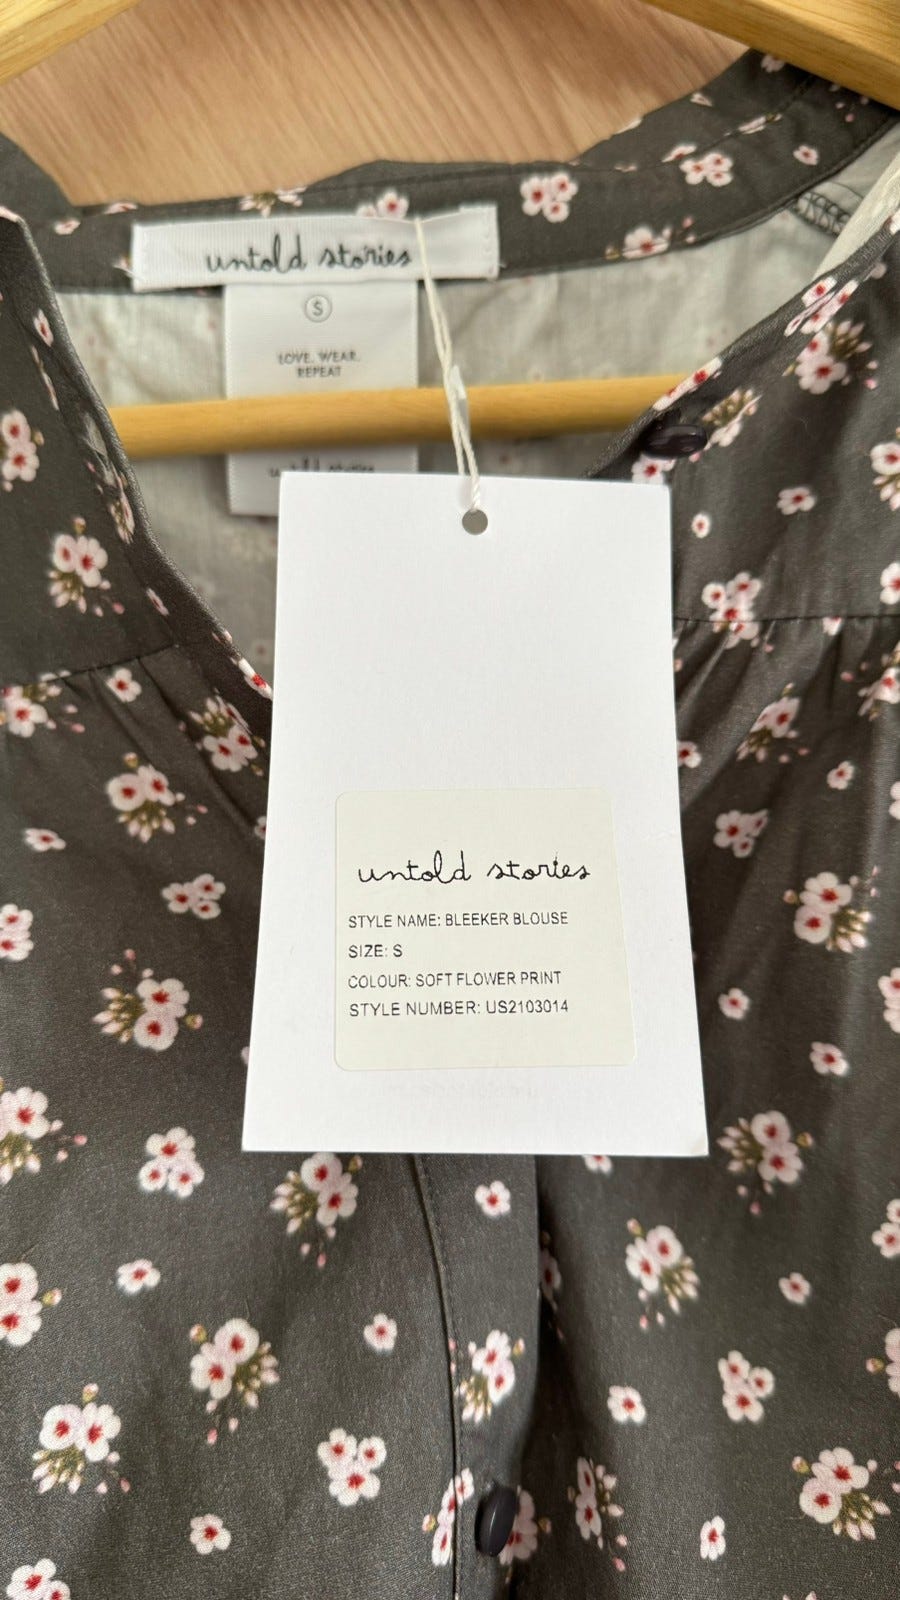 untold stories
S
LOVE. WEAR.
REPEAT
untold stories
STYLE NAME: BLEEKER BLOUSE
SIZE: S
COLOUR: SOFT FLOWER PRINT
STYLE NUMBER: US2103014